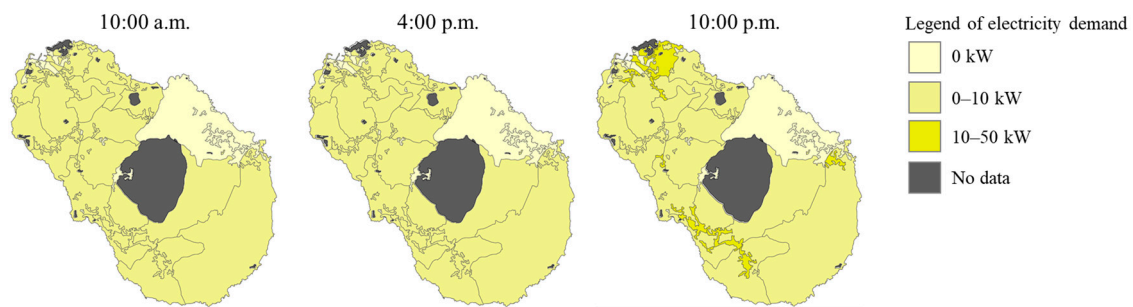 10:00 a.m.
4:00 p.m.
10:00 p.m.
Legend of electricity demand
0 kW
0–10 kW
10–50 kW
No data